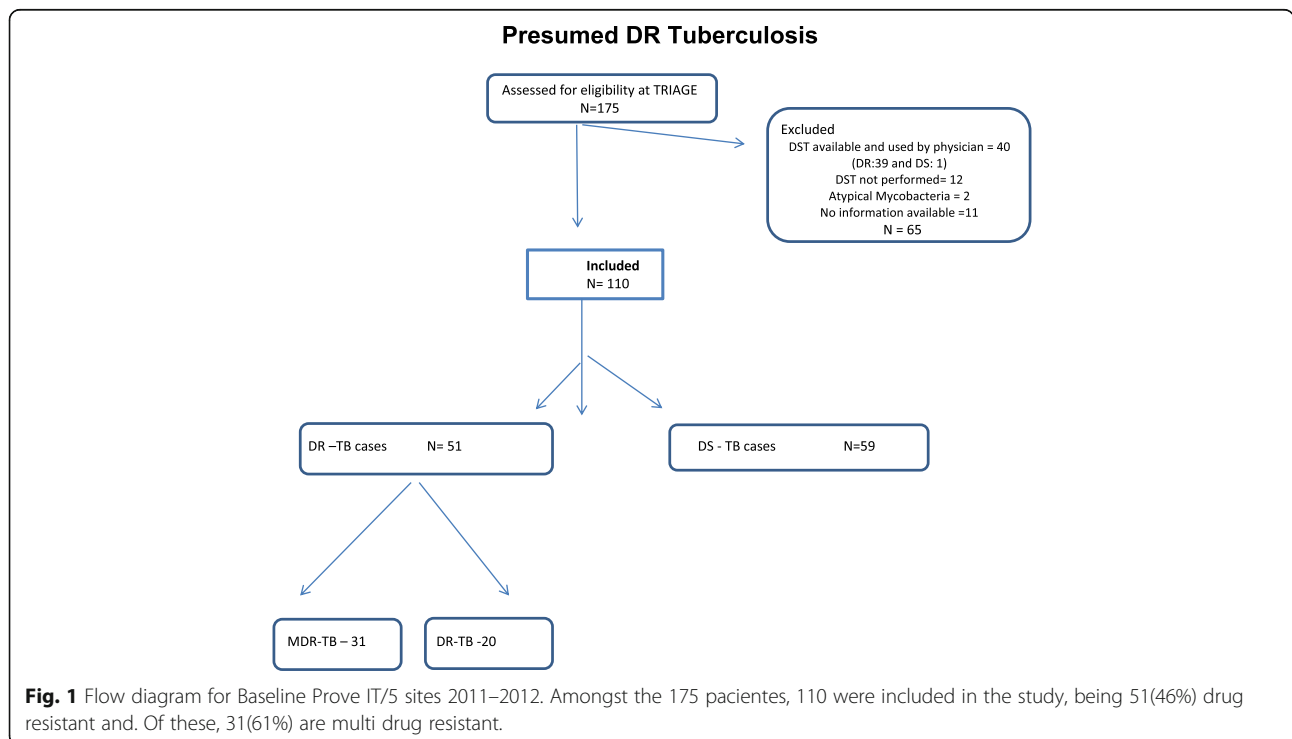 Presumed DR Tuberculosis
Assessed for eligibility at TRIAGE
N=175
Excluded
DST available and used by physician = 40
(DR:39 and DS: 1)
DST not performed= 12
Atypical Mycobacteria = 2
No information available =11
N = 65
Included
N= 110
DR –TB cases N= 51
DS - TB cases N=59
MDR-TB – 31
DR-TB -20
Fig. 1 Flow diagram for Baseline Prove IT/5 sites 2011–2012. Amongst the 175 pacientes, 110 were included in the study, being 51(46%) drug
resistant and. Of these, 31(61%) are multi drug resistant.